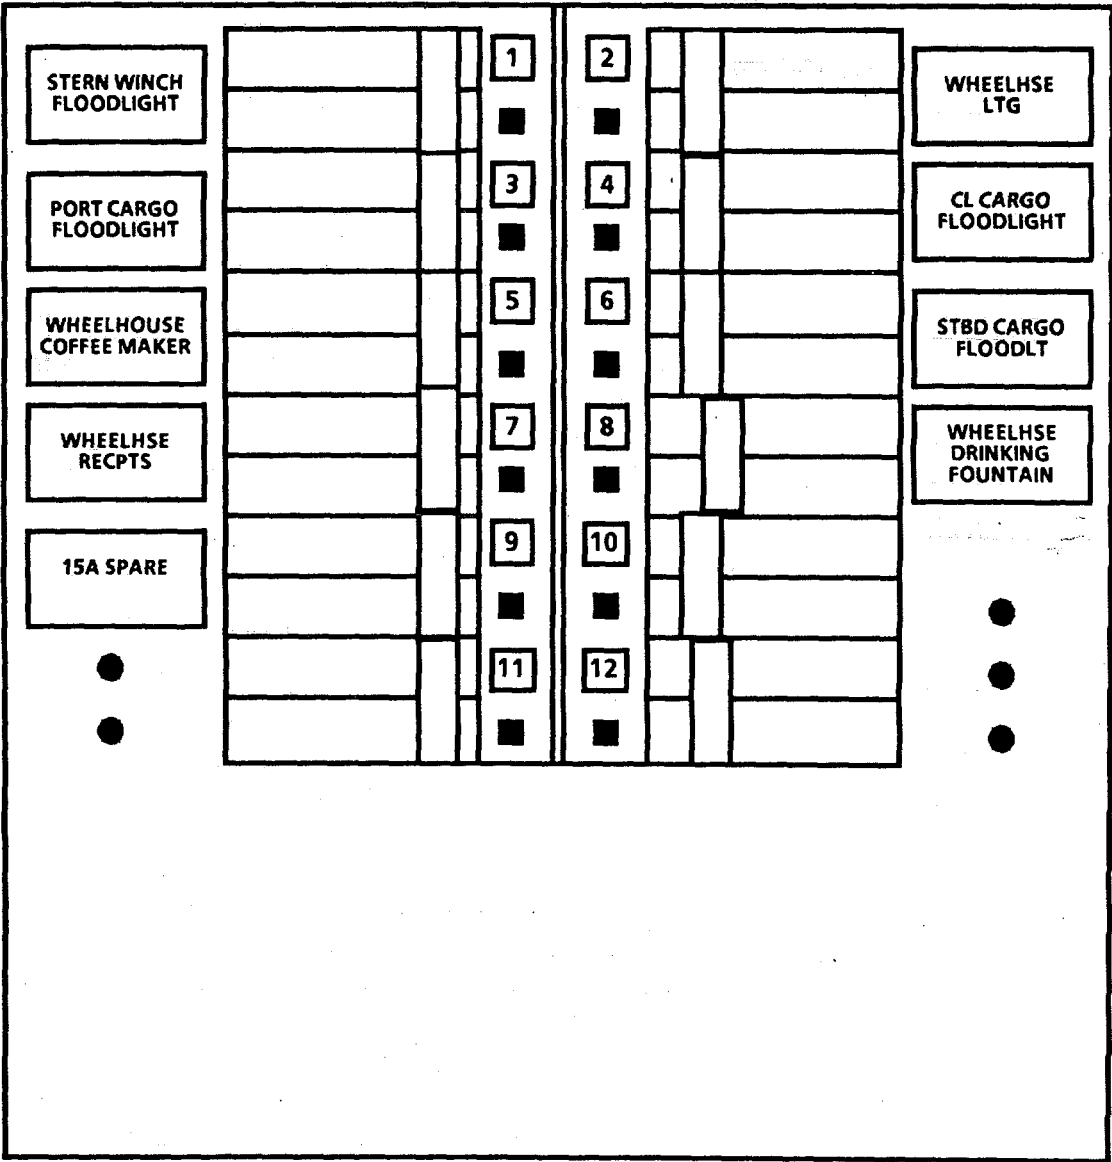 STERN WINCH
FLOODLIGHT
1
2
WHEELHSE
LTG
PORT CARGO
FLOODLIGHT
3
4
CL CARGO
FLOODLIGHT
WHEELHOUSE
COFFEE MAKER
5
6
STBD CARGO
FLOODLT
WHEELHSE
RECPTS
7
8
WHEELHSE
DRINKING
FOUNTAIN
15A SPARE
9
10
11
12